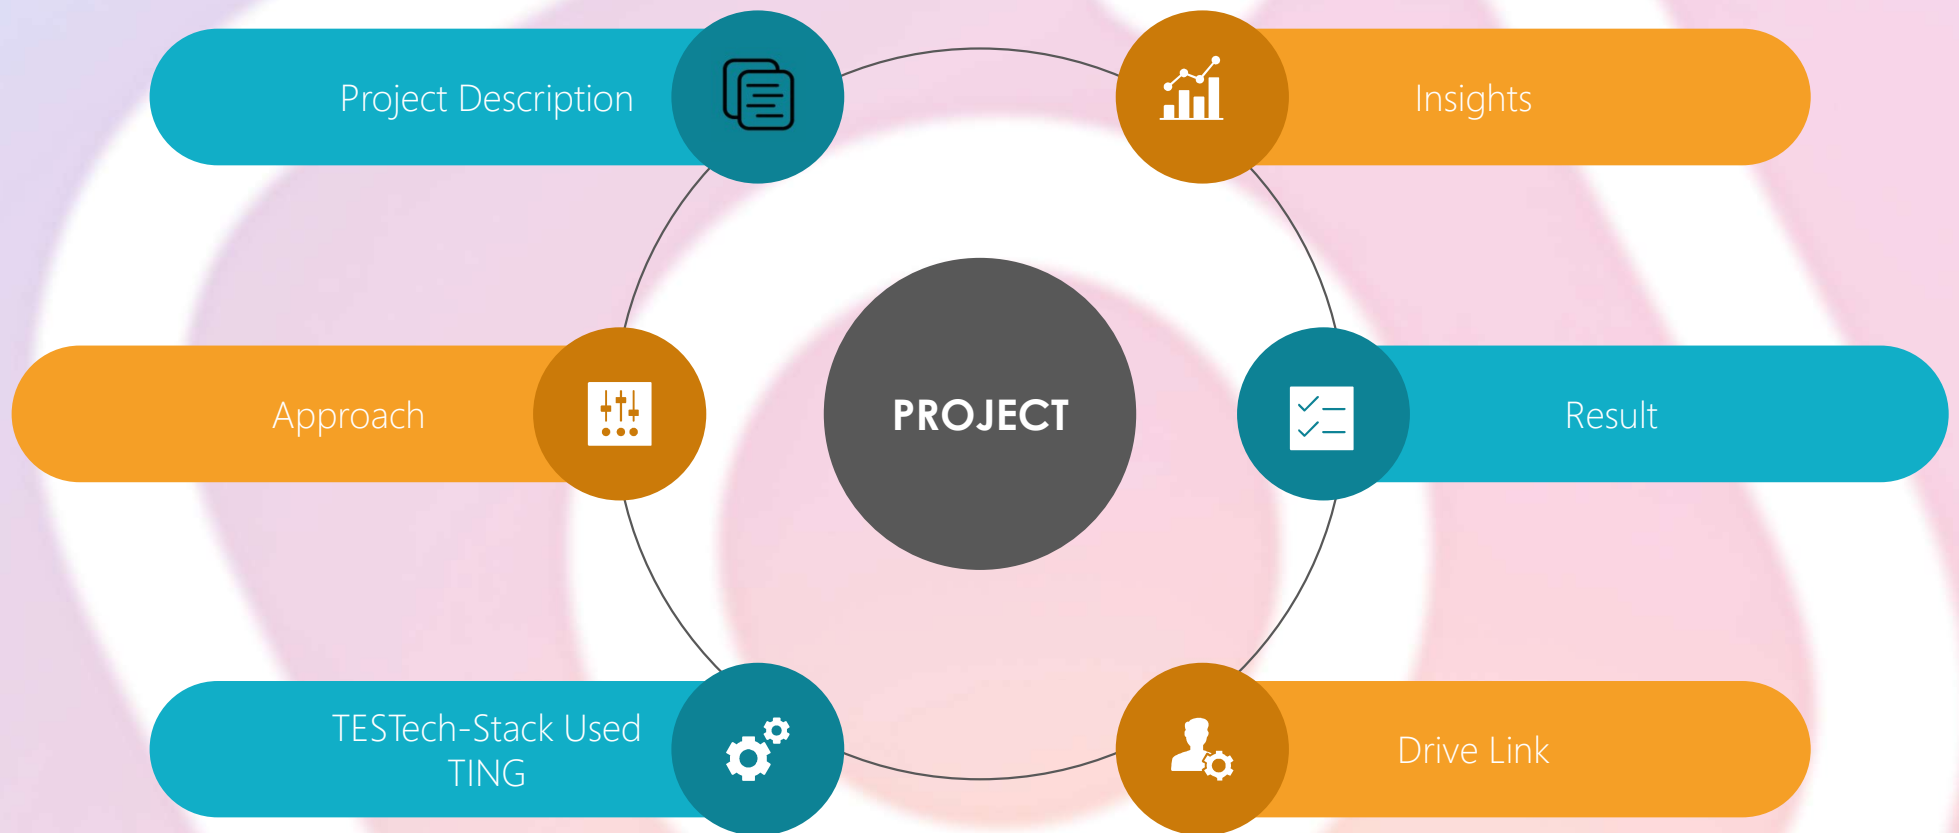 Project Description
Insights
Approach
PROJECT
Result
TESTech-Stack Used
TING
Drive Link